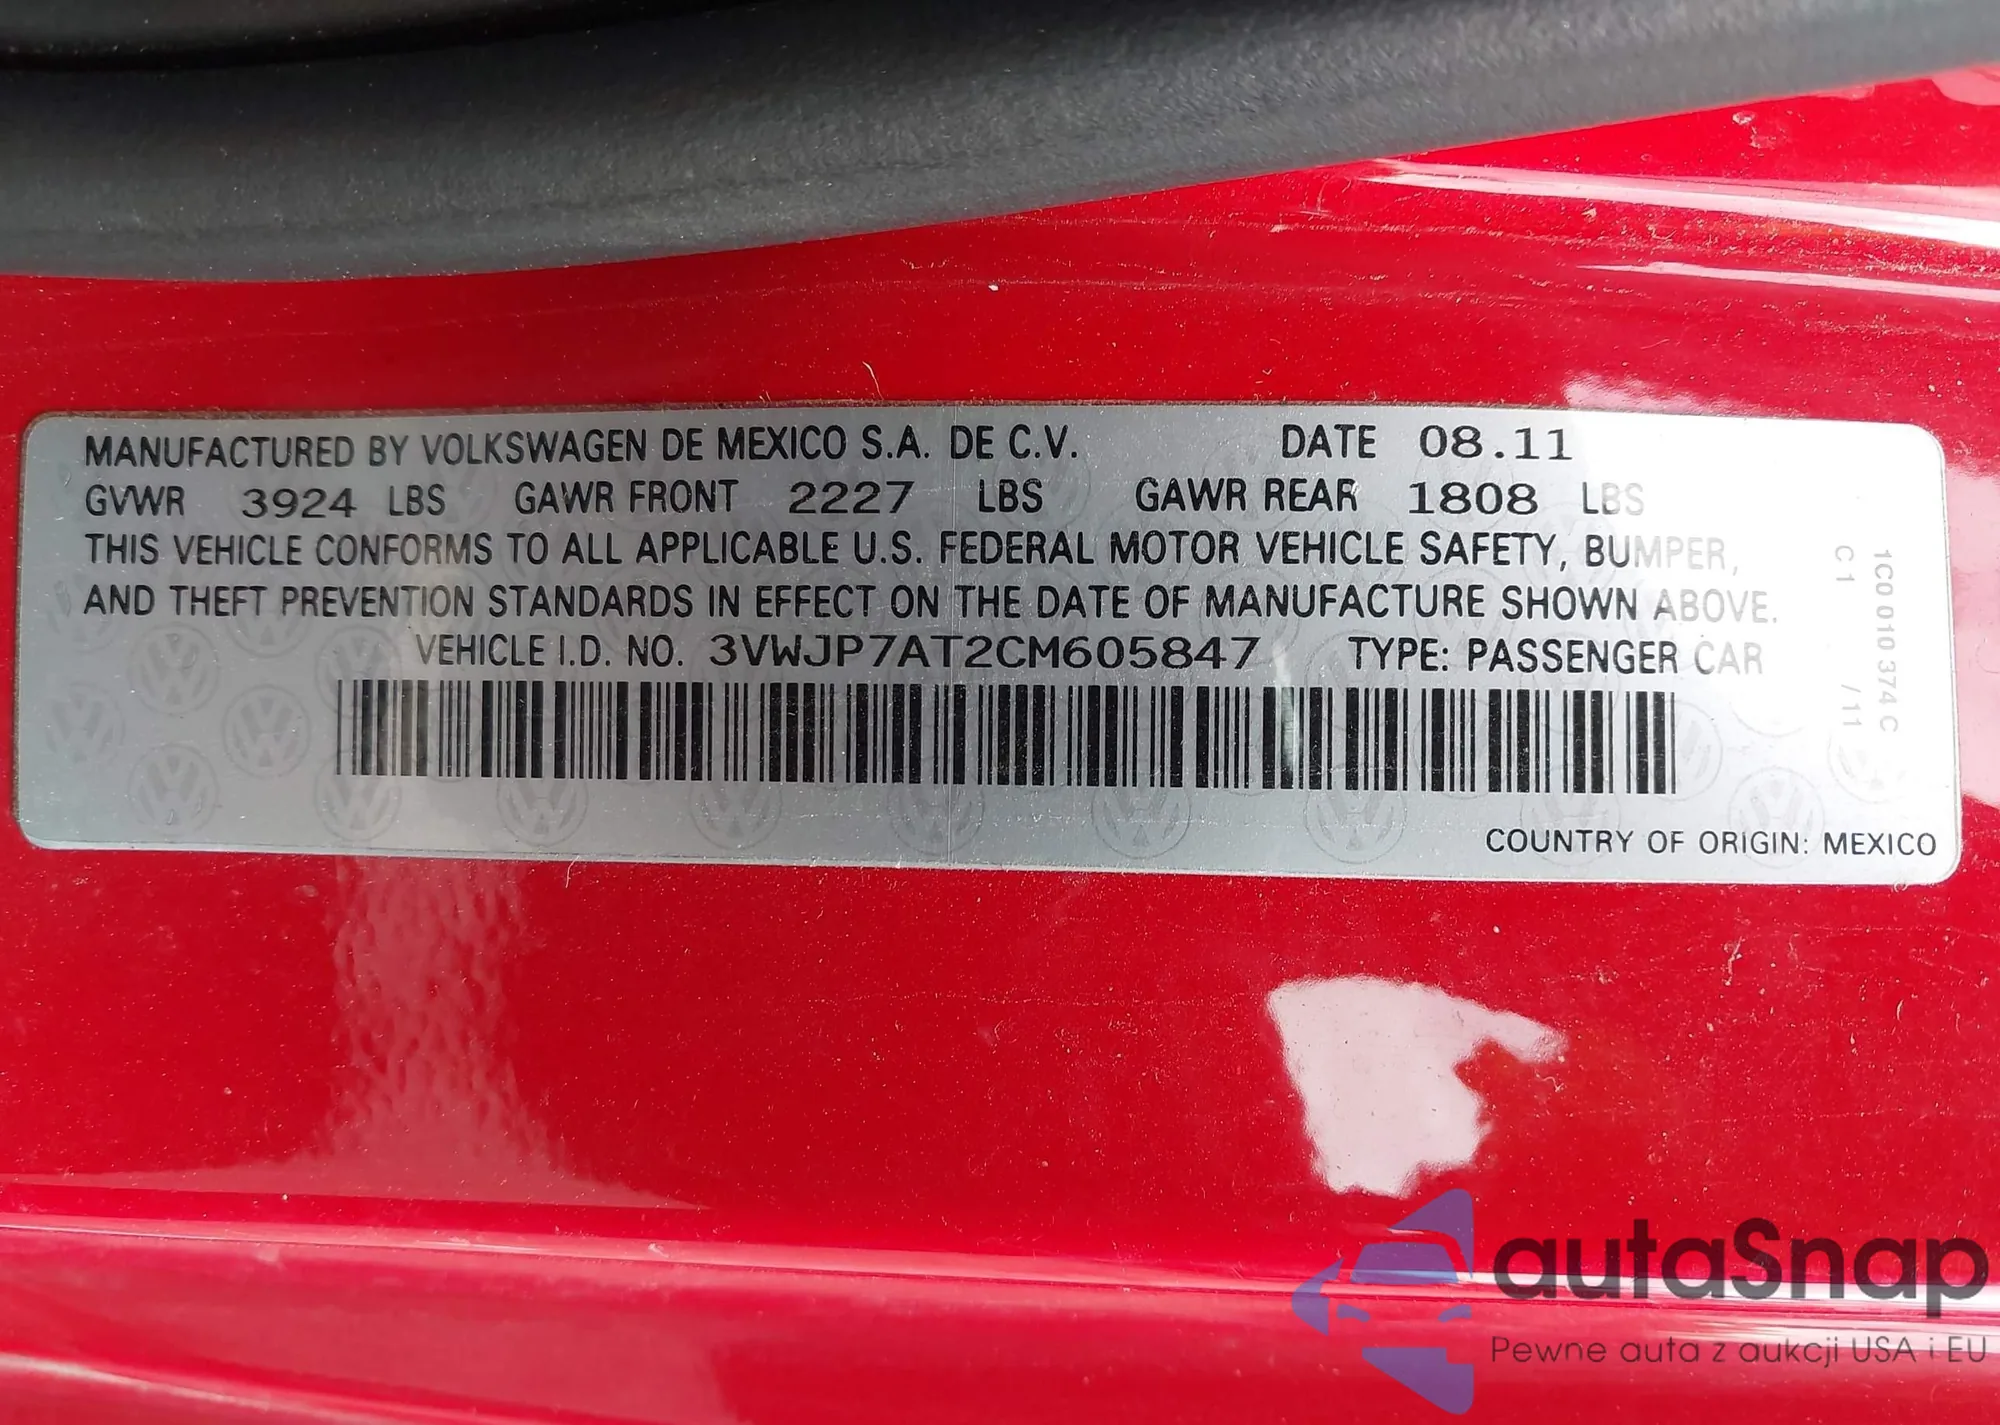 MANUFACTURED BY VOLKSWAGEN DE MEXICO S.A. DE C.V. DATE 08.11
GVWR 3924 LBS GAWR FRONT 2227 LBS GAWR REAR 1808 LBS
THIS VEHICLE CONFORMS TO ALL APPLICABLE U.S. FEDERAL MOTOR VEHICLE SAFETY, BUMPER,
AND THEFT PREVENTION STANDARDS IN EFFECT ON THE DATE OF MANUFACTURE SHOWN ABOVE.
VEHICLE I.D. NO. 3VWJP7AT2CM605847 TYPE: PASSENGER CAR
COUNTRY OF ORIGIN: MEXICO
1C0 010 374 C
C1 /11
autaSnap
Pewne auta z aukcji USA i EU